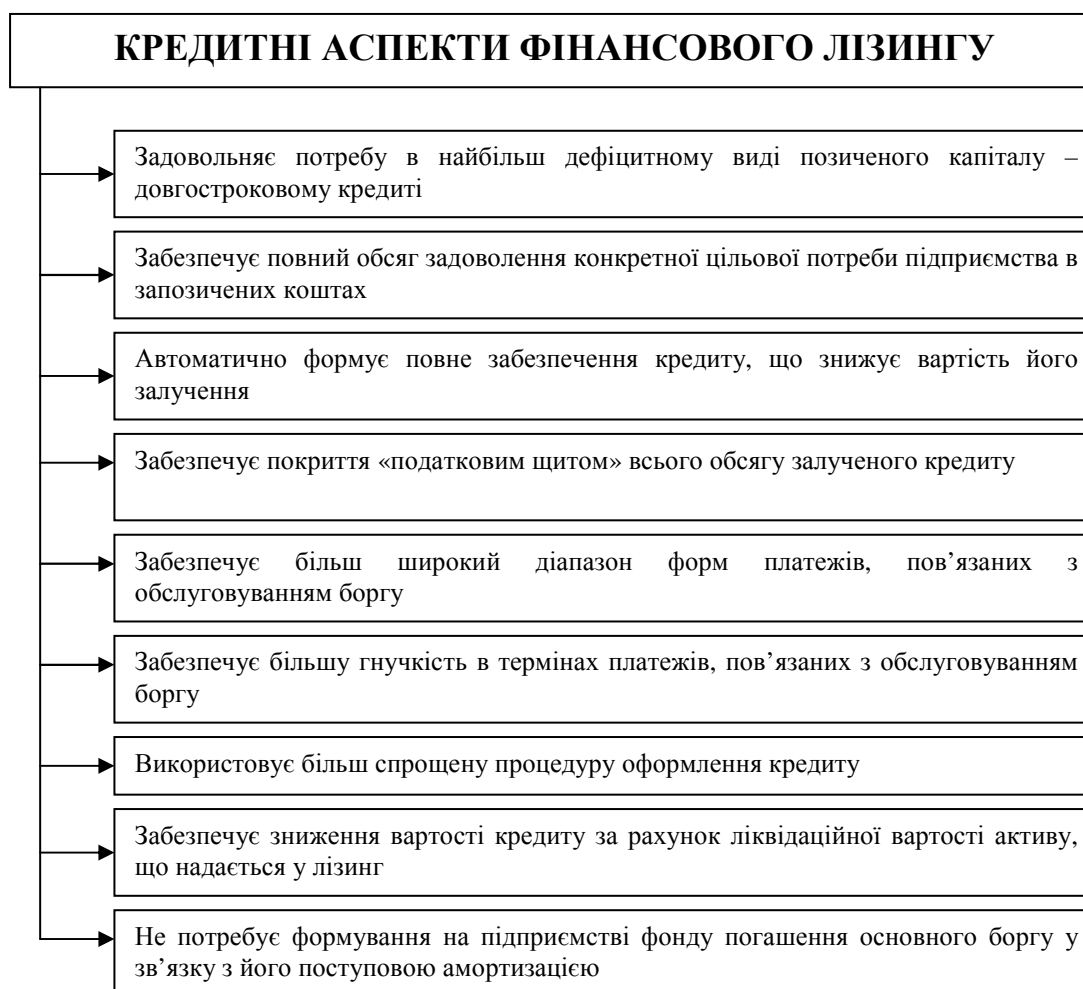 КРЕДИТНІ АСПЕКТИ ФІНАНСОВОГО ЛІЗИНГУ
Задовольняє потребу в найбільш дефіцитному виді позиченого капіталу –
довгостроковому кредиті
Забезпечує повний обсяг задоволення конкретної цільової потреби підприємства в
запозичених коштах
Автоматично формує повне забезпечення кредиту, що знижує вартість його
залучення
Забезпечує покриття «податковим щитом» всього обсягу залученого кредиту
Забезпечує більш широкий діапазон форм платежів, пов’язаних з
обслуговуванням боргу
Забезпечує більшу гнучкість в термінах платежів, пов’язаних з обслуговуванням
боргу
Використовує більш спрощену процедуру оформлення кредиту
Забезпечує зниження вартості кредиту за рахунок ліквідаційної вартості активу,
що надається у лізинг
Не потребує формування на підприємстві фонду погашення основного боргу у
зв’язку з його поступовою амортизацією